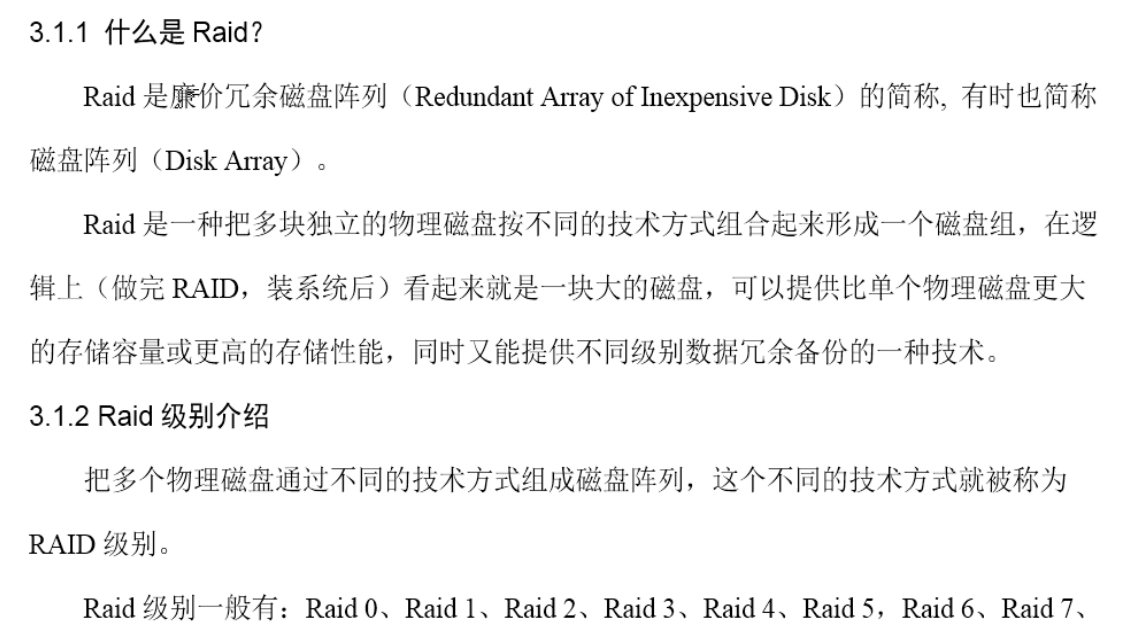 3.1.1 什么是 Raid？
Raid 是廉价冗余磁盘阵列（Redundant Array of Inexpensive Disk）的简称, 有时也简称
磁盘阵列（Disk Array）。
Raid 是一种把多块独立的物理磁盘按不同的技术方式组合起来形成一个磁盘组，在逻
辑上（做完 RAID，装系统后）看起来就是一块大的磁盘，可以提供比单个物理磁盘更大
的存储容量或更高的存储性能，同时又能提供不同级别数据冗余备份的一种技术。
3.1.2 Raid 级别介绍
把多个物理磁盘通过不同的技术方式组成磁盘阵列，这个不同的技术方式就被称为
RAID 级别。
Raid 级别一般有：Raid 0、Raid 1、Raid 2、Raid 3、Raid 4、Raid 5，Raid 6、Raid 7、